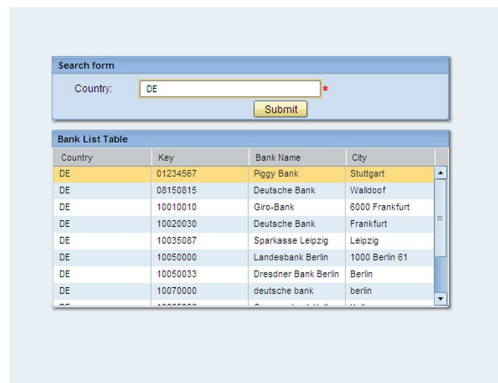 Search form
Country: DE *
Submit
Bank List Table
Country Key Bank Name City
DE 01234567 Piggy Bank Stuttgart
DE 08150815 Deutsche Bank Walldoof
DE 10010010 Giro-Bank 6000 Frankfurt
DE 10020030 Deutsche Bank Frankfurt
DE 10035087 Sparkasse Leipzig Leipzig
DE 10050000 Landesbank Berlin 1000 Berlin 61
DE 10050033 Dresdner Bank Berlin Berlin
DE 10070000 deutsche bank berlin